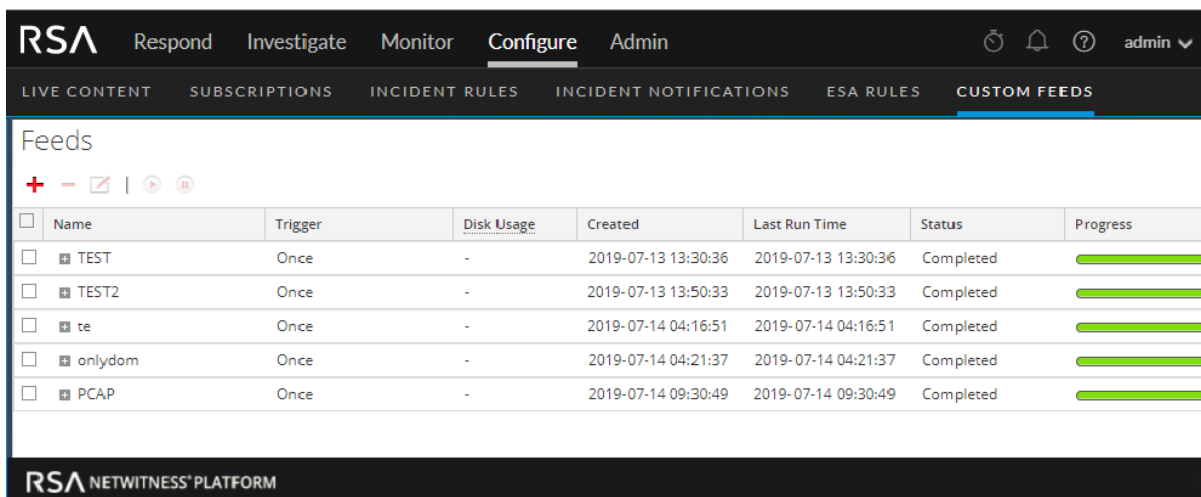 RSA Respond Investigate Monitor Configure Admin admin
LIVE CONTENT SUBSCRIPTIONS INCIDENT RULES INCIDENT NOTIFICATIONS ESA RULES CUSTOM FEEDS
Feeds
Name Trigger Disk Usage Created Last Run Time Status Progress
TEST Once - 2019-07-13 13:30:36 2019-07-13 13:30:36 Completed
TEST2 Once - 2019-07-13 13:50:33 2019-07-13 13:50:33 Completed
te Once - 2019-07-14 04:16:51 2019-07-14 04:16:51 Completed
onlydom Once - 2019-07-14 04:21:37 2019-07-14 04:21:37 Completed
PCAP Once - 2019-07-14 09:30:49 2019-07-14 09:30:49 Completed
RSA NETWITNESS® PLATFORM